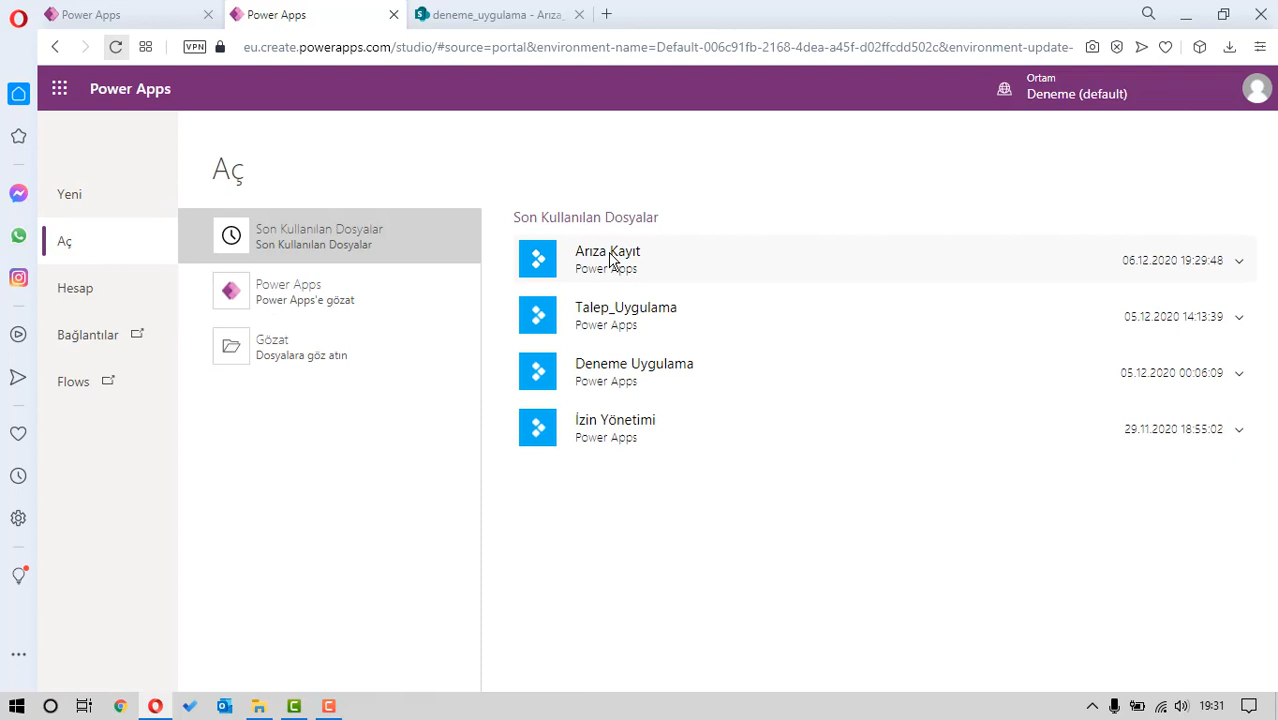 Power Apps
Power Apps
deneme_uygulama - Arıza_
VPN
eu.create.powerapps.com/studio/#source=portal&environment-name=Default-006c91fb-2168-4dea-a45f-d02ffcdd502c&environment-update-
Power Apps
Ortam
Deneme (default)
Yeni
Aç
Hesap
Bağlantılar
Flows
Aç
Son Kullanılan Dosyalar
Son Kullanılan Dosyalar
Power Apps
Power Apps'e gözat
Gözat
Dosyalara göz atın
Son Kullanılan Dosyalar
Arıza Kayıt
Power Apps
06.12.2020 19:29:48
Talep_Uygulama
Power Apps
05.12.2020 14:13:39
Deneme Uygulama
Power Apps
05.12.2020 00:06:09
İzin Yönetimi
Power Apps
29.11.2020 18:55:02
19:31